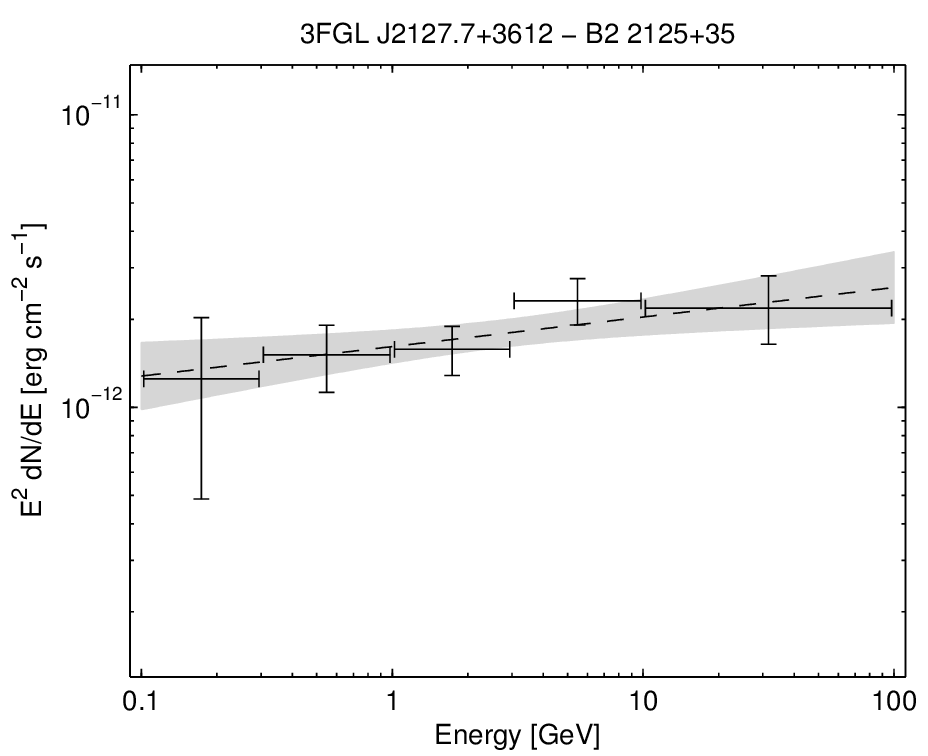 3FGL J2127.7+3612 − B2 2125+35
10⁻¹¹
10⁻¹²
E² dN/dE [erg cm⁻² s⁻¹]
0.1 1 10 100
Energy [GeV]